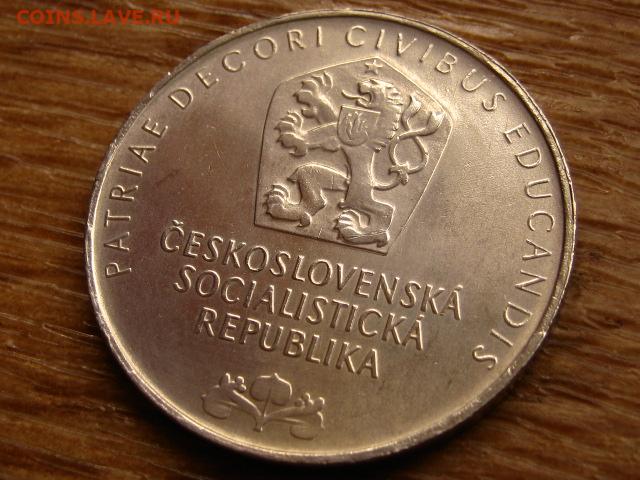 COINS.LAVE.RU
PATRIAE DECORI CIVIBUS EDUCANDIS
ČESKOSLOVENSKÁ
SOCIALISTICKÁ
REPUBLIKA